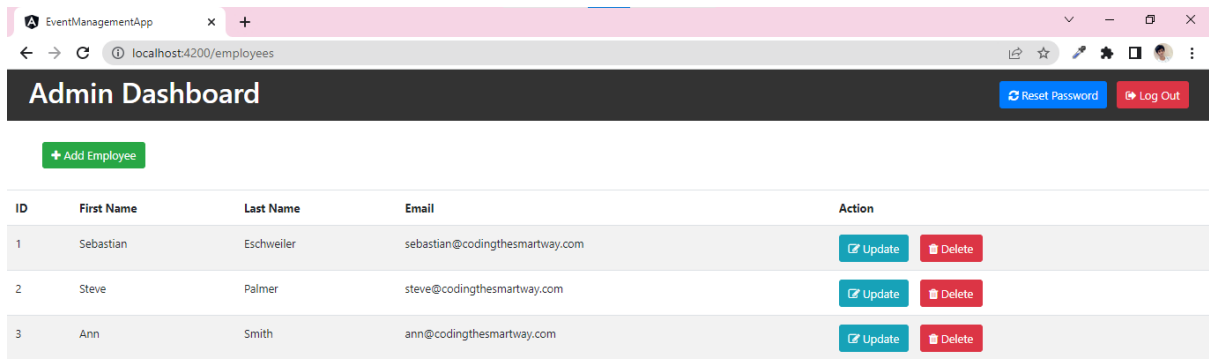 EventManagementApp
localhost:4200/employees
Admin Dashboard Reset Password Log Out
Add Employee
ID First Name Last Name Email Action
1 Sebastian Eschweiler sebastian@codingthesmartway.com Update Delete
2 Steve Palmer steve@codingthesmartway.com Update Delete
3 Ann Smith ann@codingthesmartway.com Update Delete